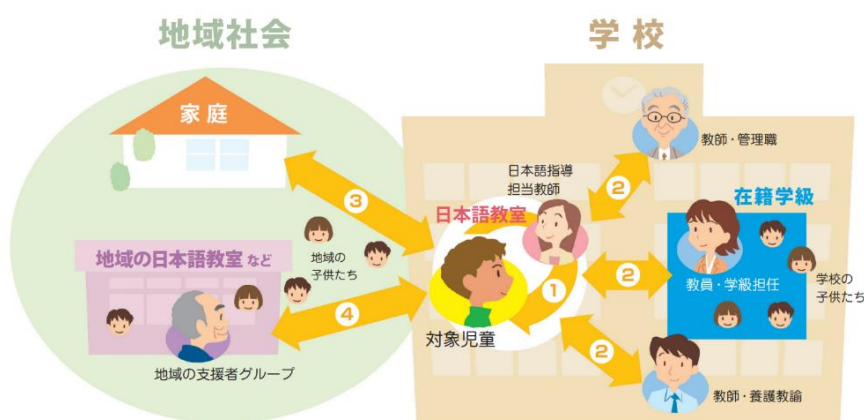 地域社会
学校
家庭
教師・管理職
日本語指導
担当教師
②
在籍学級
③
日本語教室
地域の日本語教室 など
地域の
子供たち
①
②
教員・学級担任
学校の
子供たち
④
対象児童
②
地域の支援者グループ
教師・養護教諭